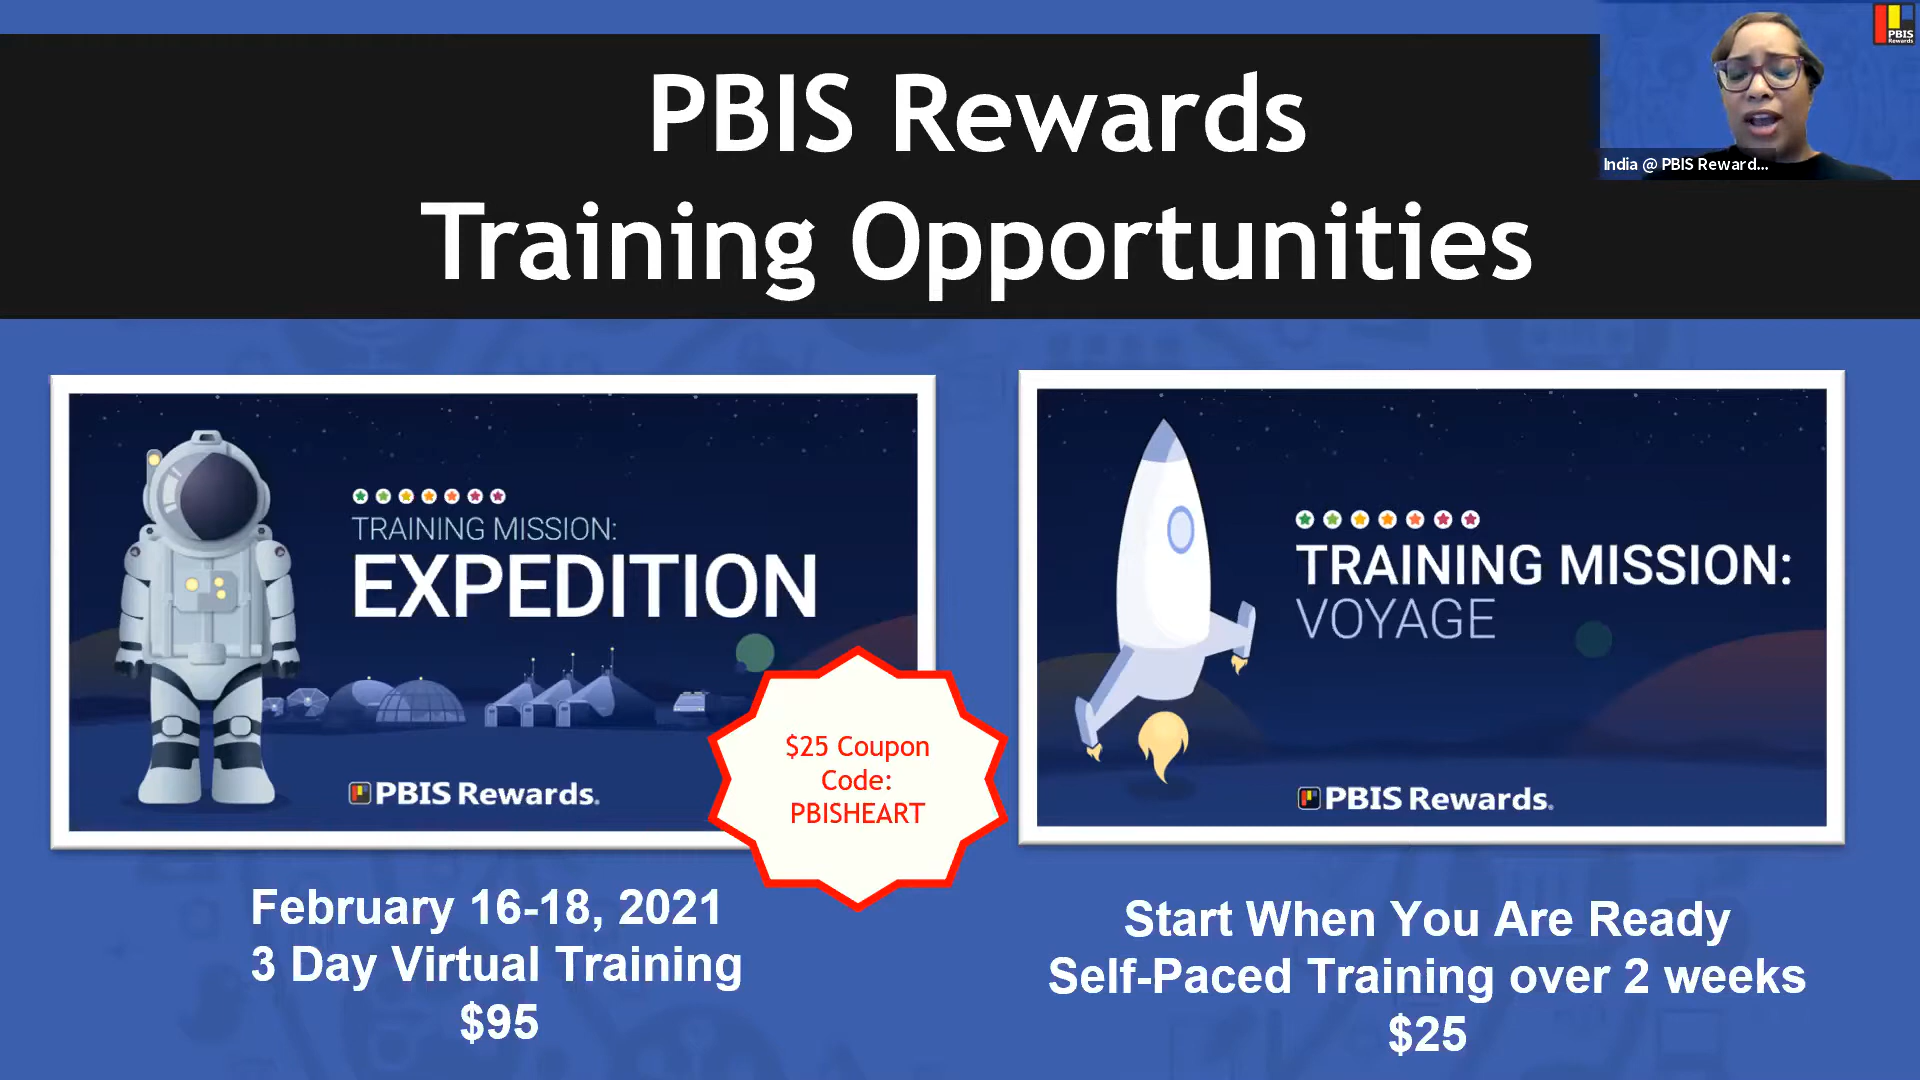 PBIS Rewards
Training Opportunities
PBIS
Rewards
India @ PBIS Reward...
TRAINING MISSION:
EXPEDITION
PBIS Rewards.
$25 Coupon
Code:
PBISHEART
February 16-18, 2021
3 Day Virtual Training
$95
TRAINING MISSION:
VOYAGE
PBIS Rewards.
Start When You Are Ready
Self-Paced Training over 2 weeks
$25